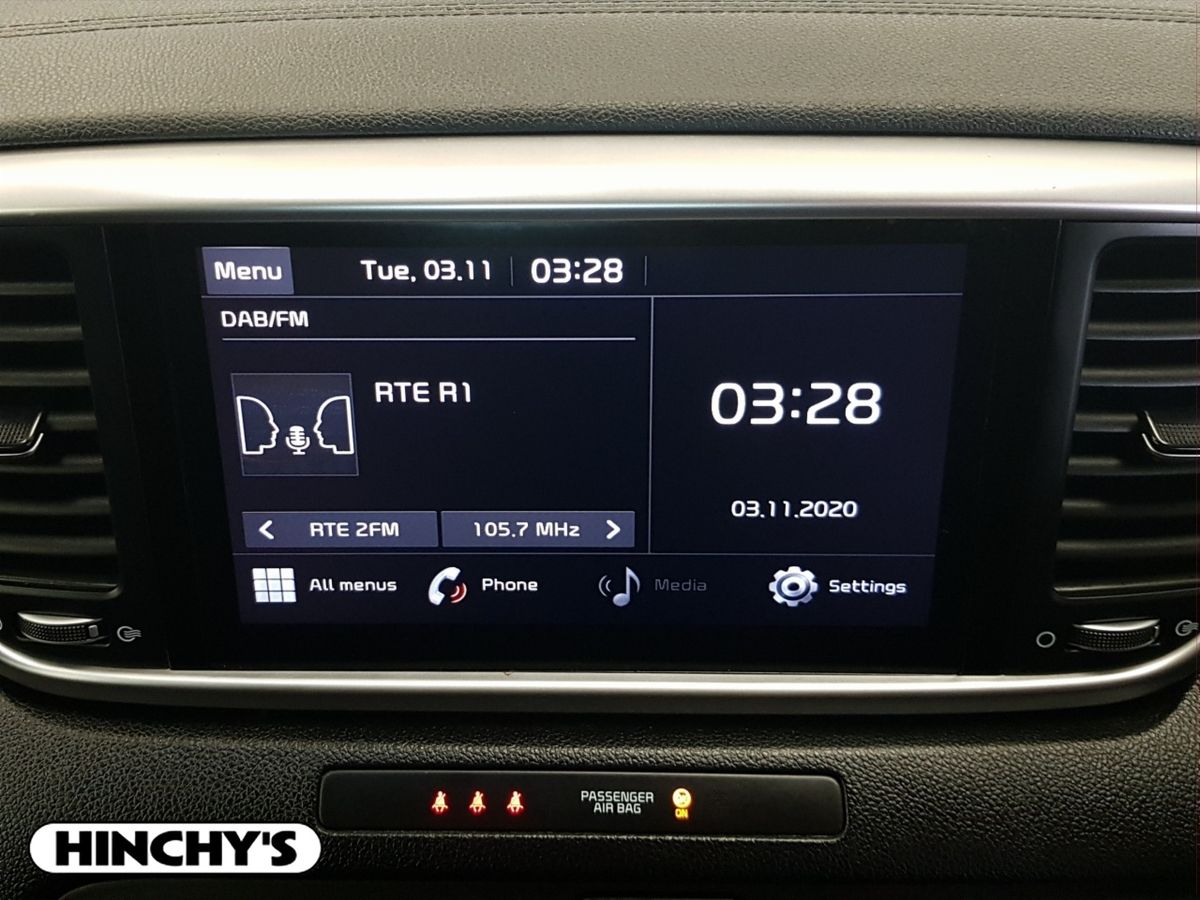 Menu
Tue, 03.11
03:28
DAB/FM
RTE R1
03:28
03.11.2020
RTE 2FM
105.7 MHz
All menus
Phone
Media
Settings
PASSENGER
AIR BAG
ON
HINCHY'S